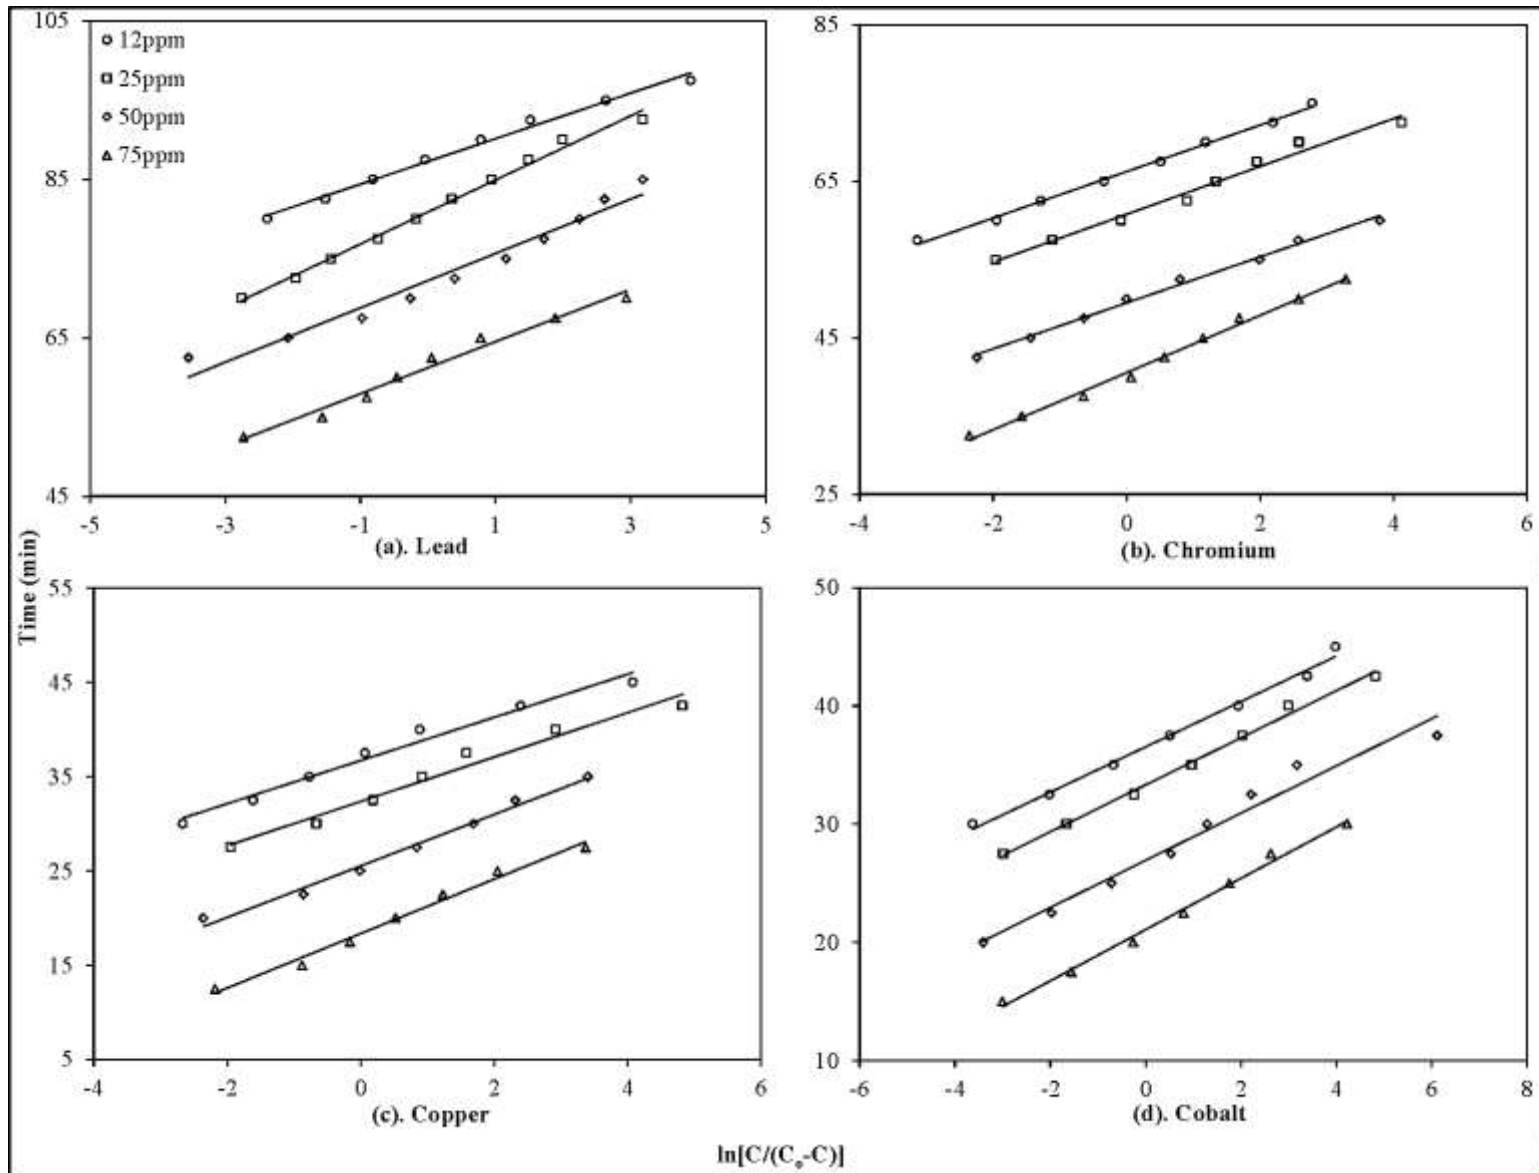 105
12ppm
25ppm
50ppm
75ppm
85
65
45
-5 -3 -1 1 3 5
(a). Lead
85
65
45
25
-4 -2 0 2 4 6
(b). Chromium
Time (min)
55
45
35
25
15
5
-4 -2 0 2 4 6
(c). Copper
50
40
30
20
10
-6 -4 -2 0 2 4 6 8
(d). Cobalt
ln[C/(Cₒ-C)]